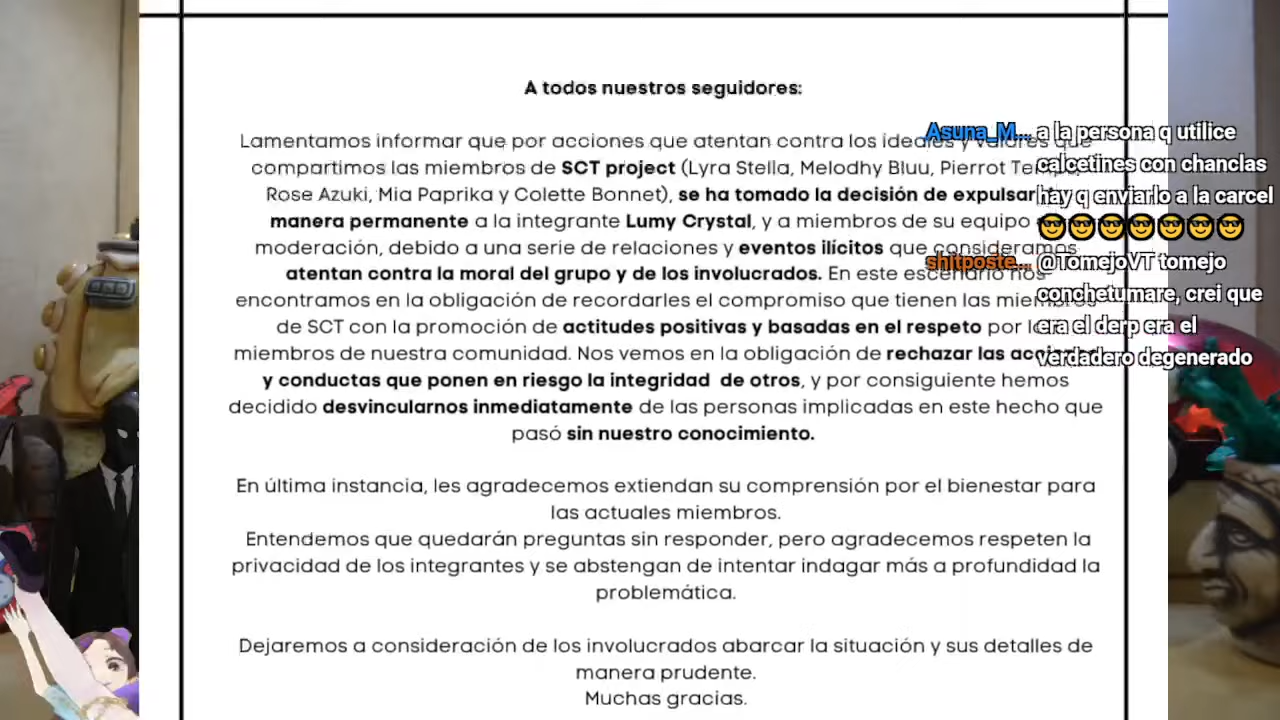 A todos nuestros seguidores:
Lamentamos informar que por acciones que atentan contra los ideales y valores que
compartimos las miembros de SCT project (Lyra Stella, Melodhy Bluu, Pierrot
Rose Azuki, Mia Paprika y Colette Bonnet), se ha tomado la decisión de expulsar
manera permanente a la integrante Lumy Crystal, y a miembros de su equipo
moderación, debido a una serie de relaciones y eventos ilícitos que consideramos
atentan contra la moral del grupo y de los involucrados. En este escenario nos
encontramos en la obligación de recordarles el compromiso que tienen las
de SCT con la promoción de actitudes positivas y basadas en el respeto por
miembros de nuestra comunidad. Nos vemos en la obligación de rechazar las
y conductas que ponen en riesgo la integridad de otros, y por consiguiente hemos
decidido desvincularnos inmediatamente de las personas implicadas en este hecho que
pasó sin nuestro conocimiento.
En última instancia, les agradecemos extiendan su comprensión por el bienestar para
las actuales miembros.
Entendemos que quedarán preguntas sin responder, pero agradecemos respeten la
privacidad de los integrantes y se abstengan de intentar indagar más a profundidad la
problemática.
Dejaremos a consideración de los involucrados abarcar la situación y sus detalles de
manera prudente.
Muchas gracias.
Asuna_M... a la persona q utilice
calcetines con chanclas
hay q enviarlo a la carcel
😎😎😎😎😎😎😎
shitposte... @TomejoVT tomejo
conchetumare, crei que
era el derp era el
verdadero degenerado